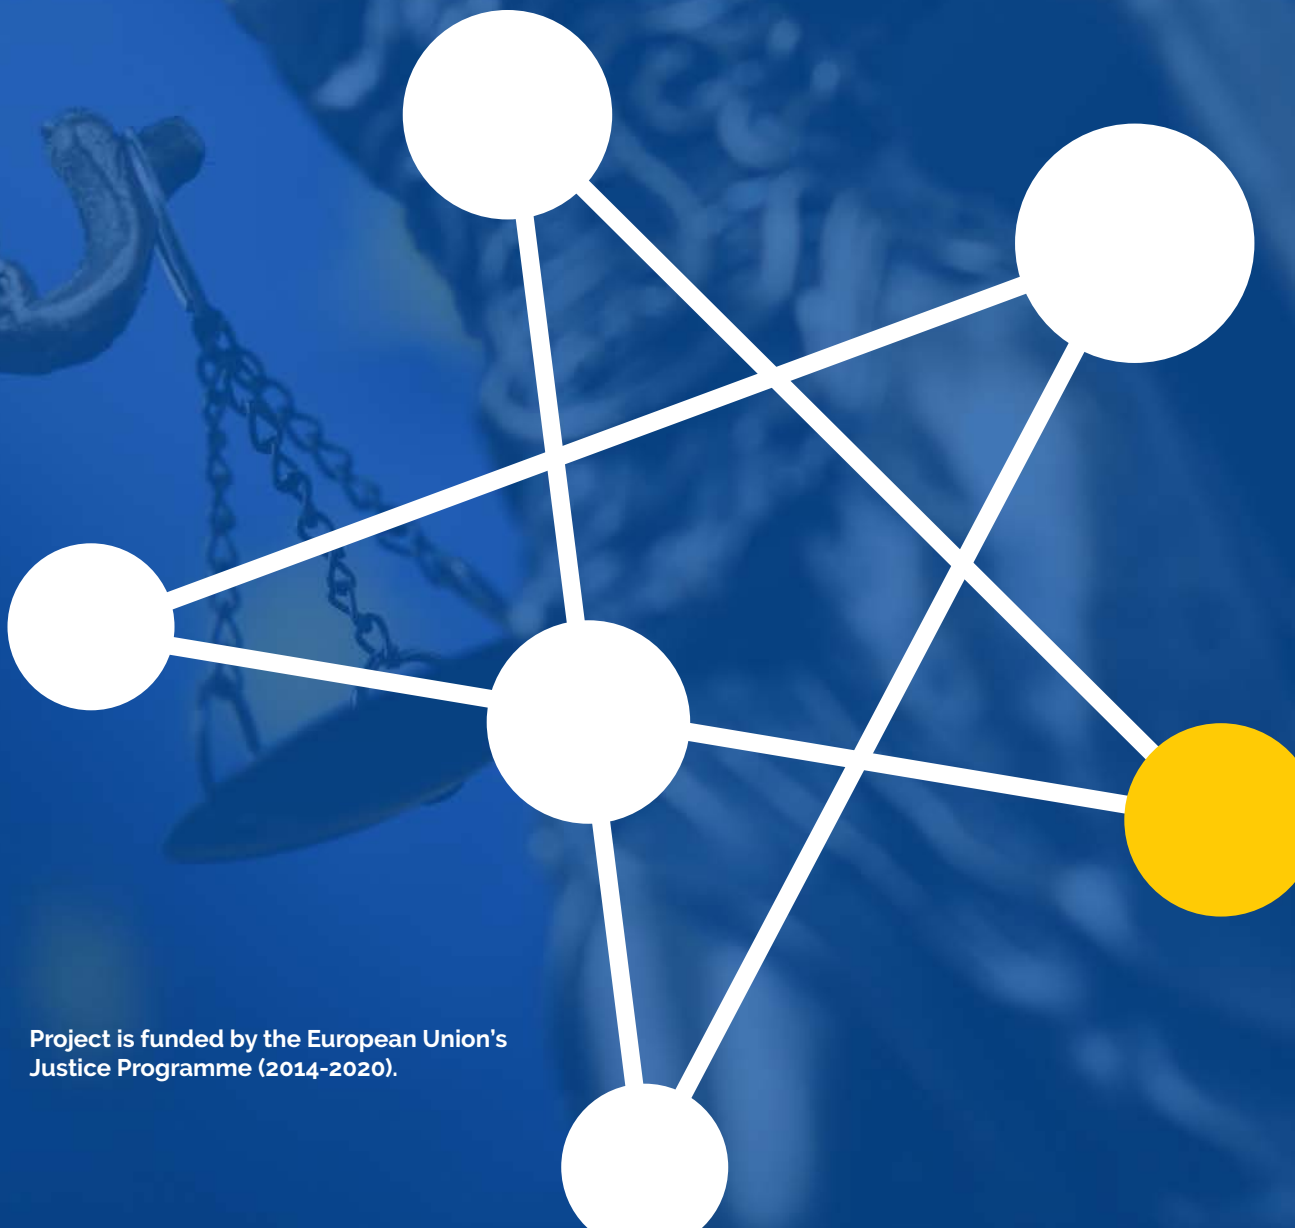 Project is funded by the European Union’s
Justice Programme (2014-2020).